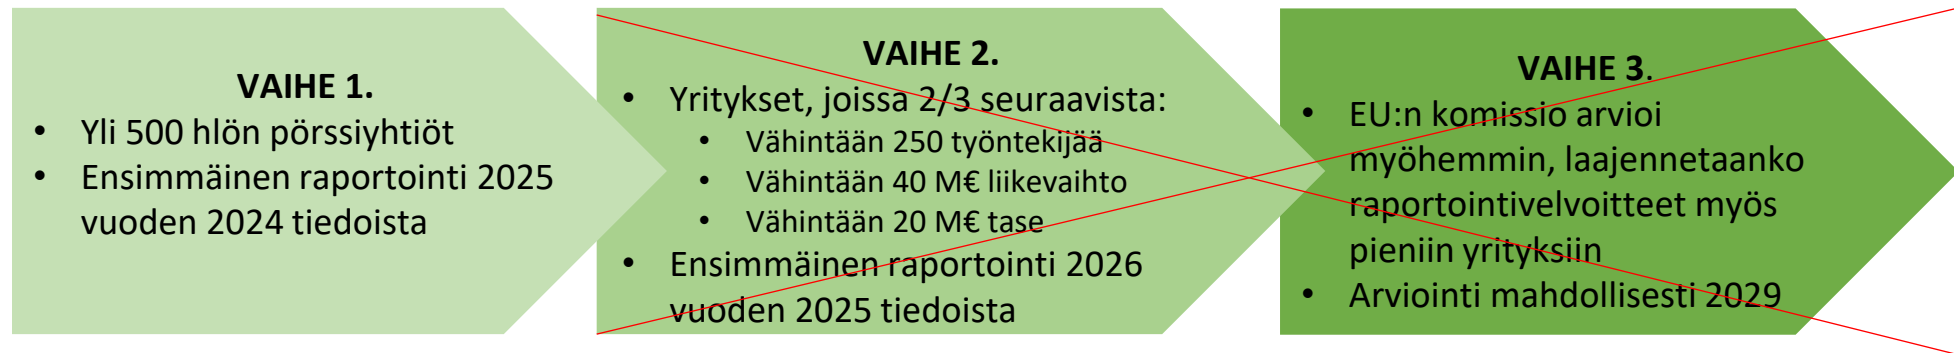 VAIHE 1.
• Yli 500 hlön pörssiyhtiöt
• Ensimmäinen raportointi 2025
vuoden 2024 tiedoista
VAIHE 2.
• Yritykset, joissa 2/3 seuraavista:
• Vähintään 250 työntekijää
• Vähintään 40 M€ liikevaihto
• Vähintään 20 M€ tase
• Ensimmäinen raportointi 2026
vuoden 2025 tiedoista
VAIHE 3.
• EU:n komissio arvioi
myöhemmin, laajennetaanko
raportointivelvoitteet myös
pieniin yrityksiin
• Arviointi mahdollisesti 2029